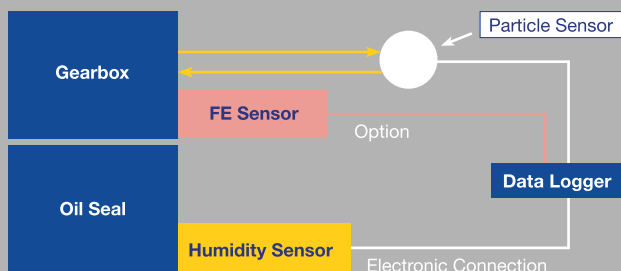 Particle Sensor
Gearbox
FE Sensor
Option
Data Logger
Oil Seal
Humidity Sensor
Electronic Connection